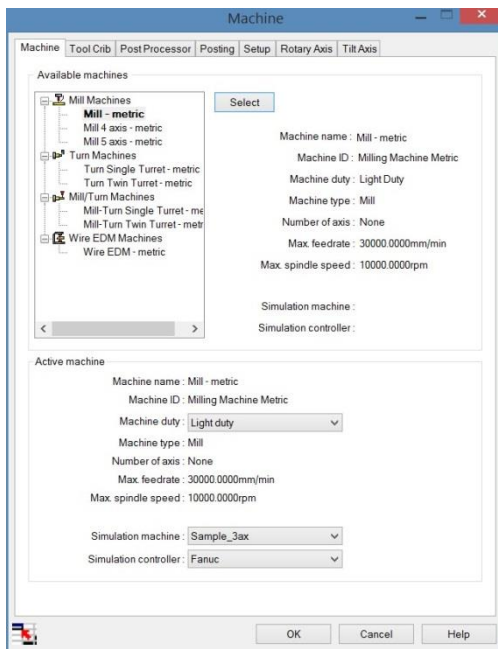 Machine
Machine Tool Crib Post Processor Posting Setup Rotary Axis Tilt Axis
Available machines
Mill Machines
Mill - metric
Mill 4 axis - metric
Mill 5 axis - metric
Turn Machines
Turn Single Turret - metric
Turn Twin Turret - metric
Mill/Turn Machines
Mill-Turn Single Turret - me
Mill-Turn Twin Turret - metr
Wire EDM Machines
Wire EDM - metric
Select
Machine name : Mill - metric
Machine ID : Milling Machine Metric
Machine duty : Light Duty
Machine type : Mill
Number of axis : None
Max. feedrate : 30000.0000mm/min
Max. spindle speed : 10000.0000rpm
Simulation machine :
Simulation controller :
Active machine
Machine name : Mill - metric
Machine ID : Milling Machine Metric
Machine duty : Light duty
Machine type : Mill
Number of axis : None
Max. feedrate : 30000.0000mm/min
Max. spindle speed : 10000.0000rpm
Simulation machine : Sample_3ax
Simulation controller : Fanuc
OK Cancel Help